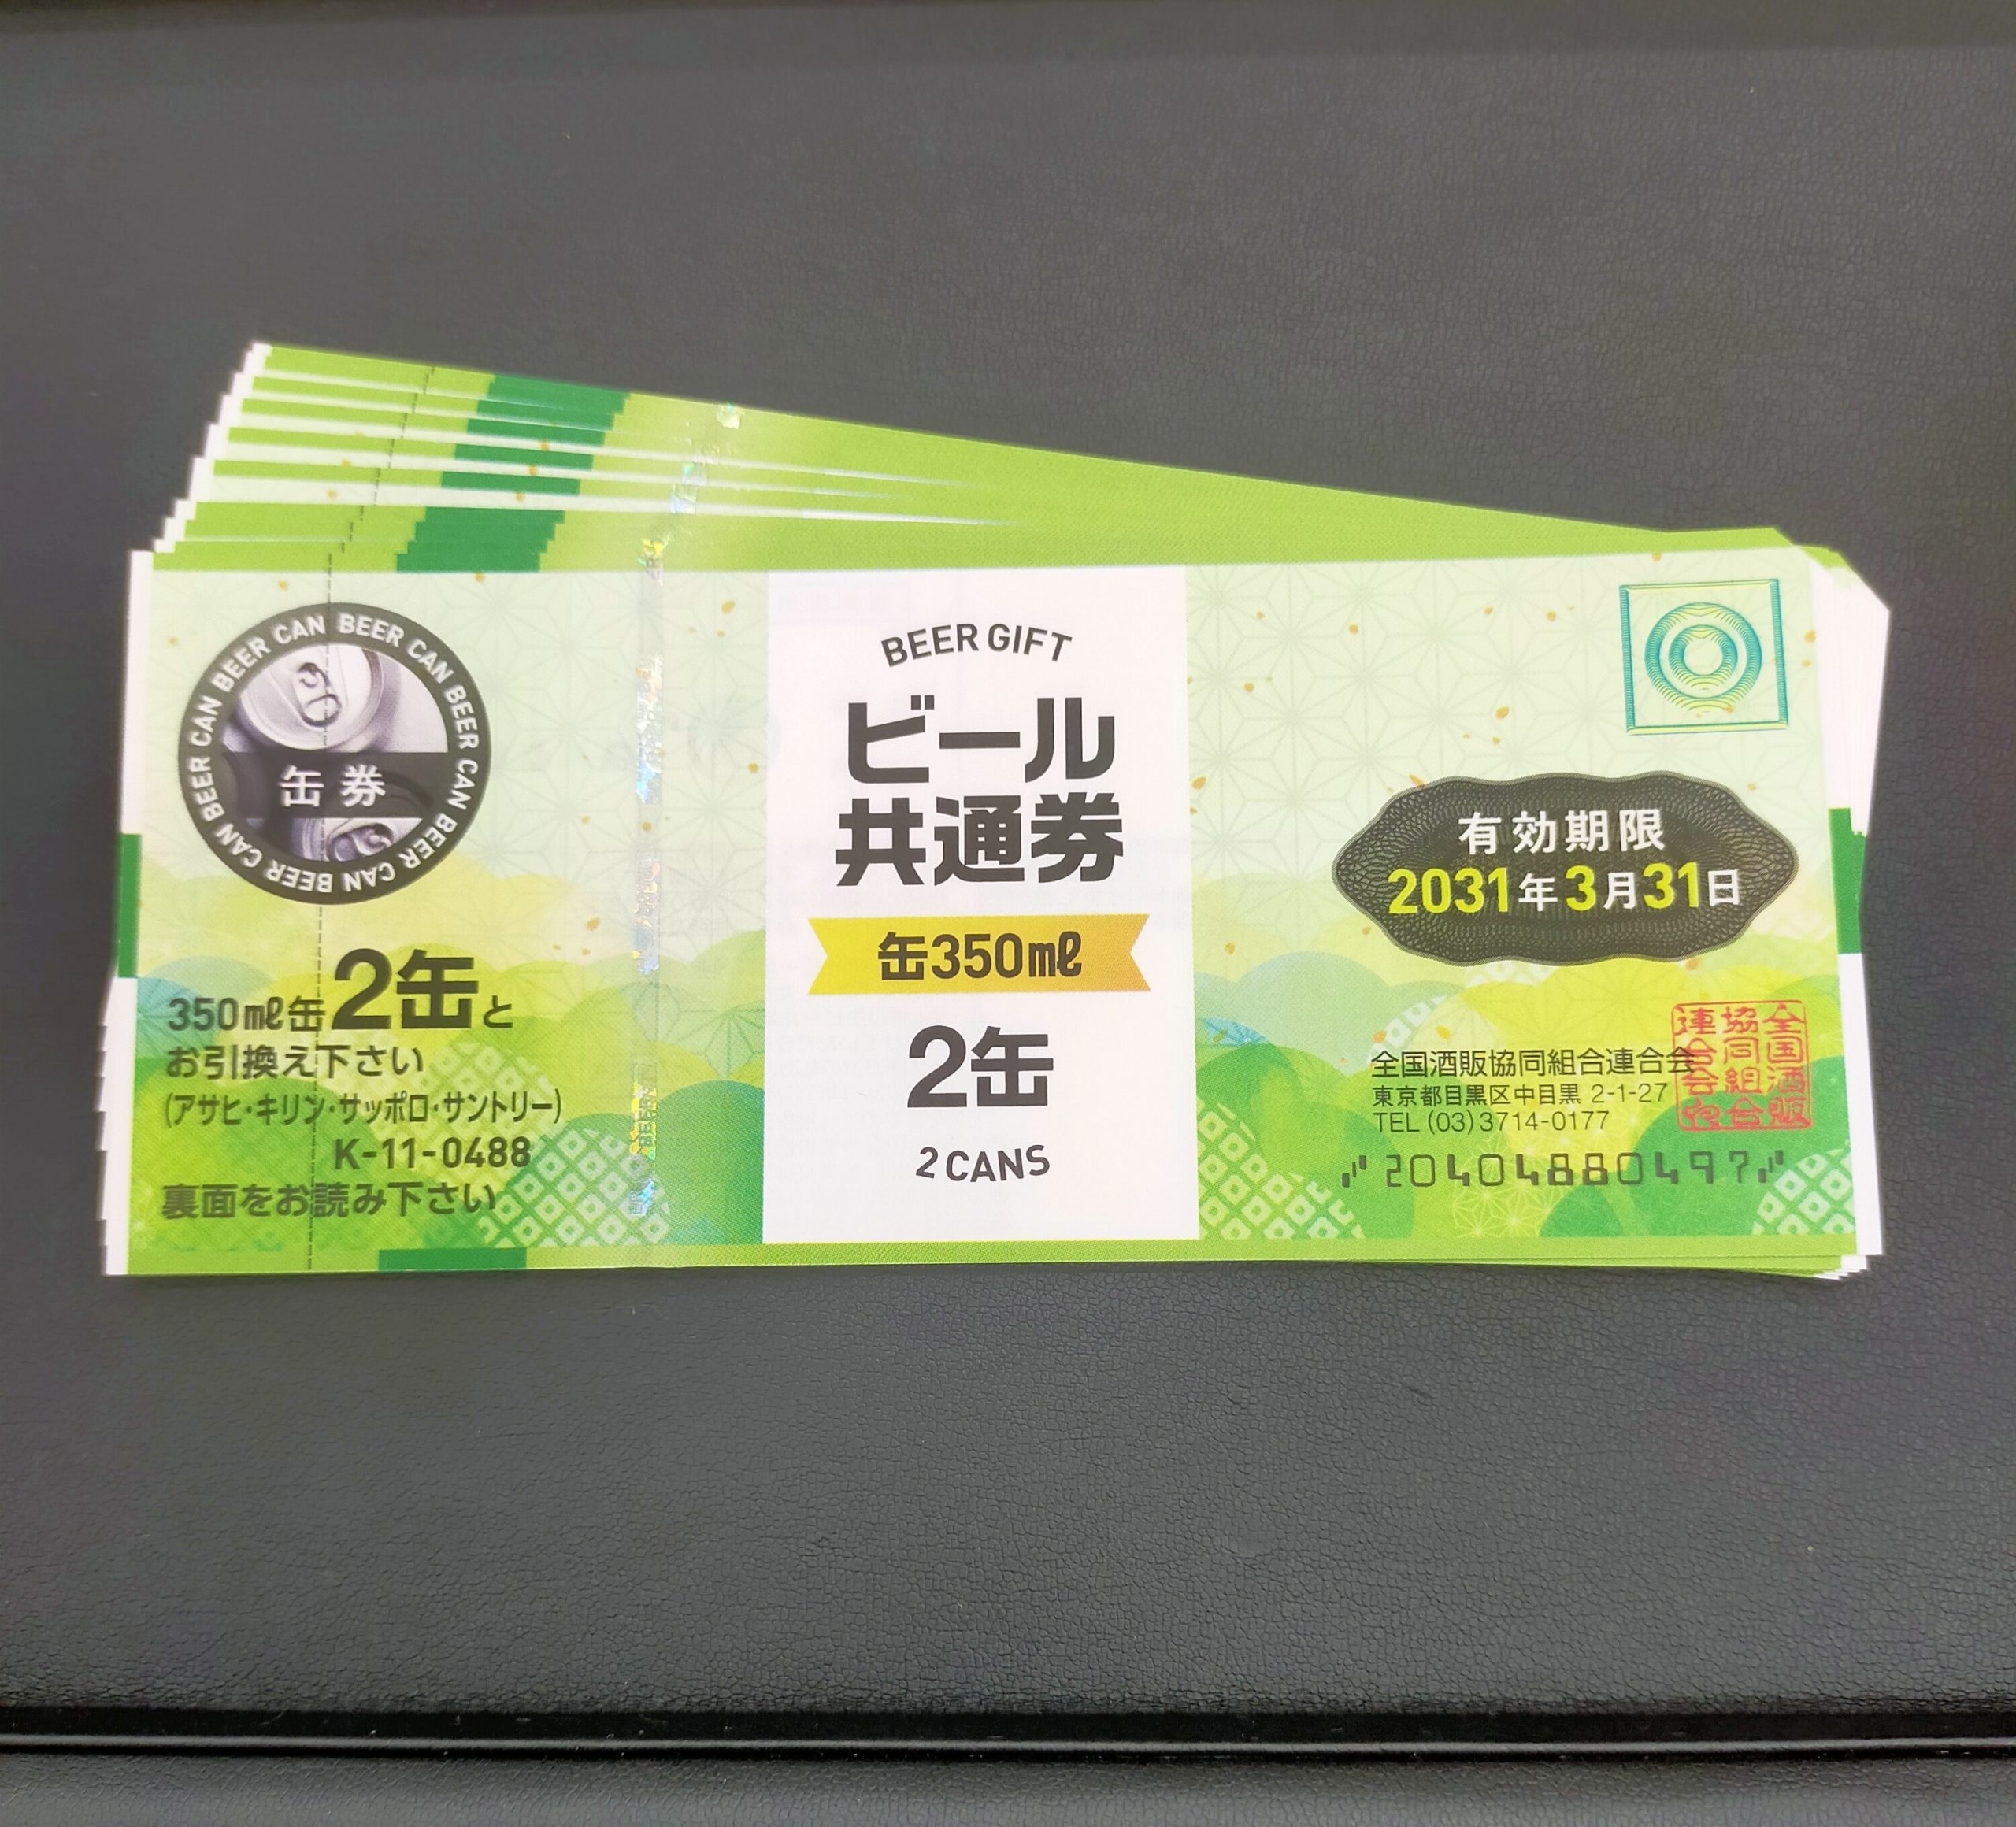 BEER CAN BEER CAN BEER CAN BEER CAN BEER CAN BEER CAN
缶券
350㎖缶2缶と
お引換え下さい
(アサヒ・キリン・サッポロ・サントリー)
K-11-0488
裏面をお読み下さい
BEER GIFT
ビール
共通券
缶350㎖
2缶
2 CANS
有効期限
2031年3月31日
全国酒販協同組合連合会
東京都目黒区中目黒 2-1-27
TEL (03) 3714-0177
20404880497
全国酒販
協同組合
連合会